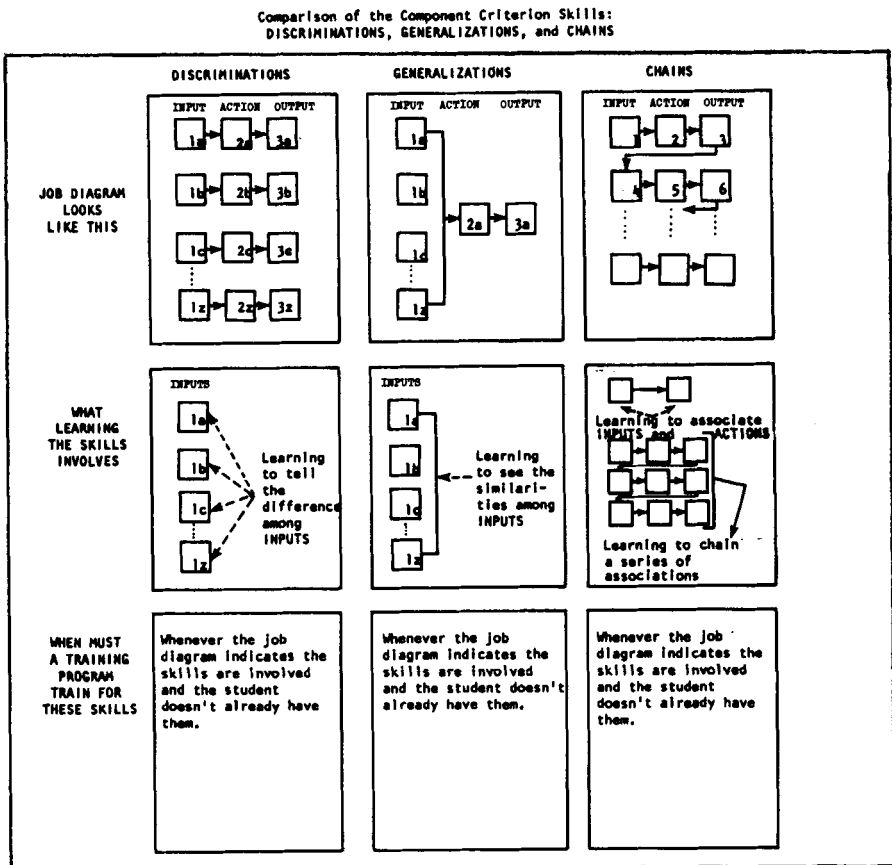 Comparison of the Component Criterion Skills:
DISCRIMINATIONS, GENERALIZATIONS, and CHAINS
DISCRIMINATIONS GENERALIZATIONS CHAINS
JOB DIAGRAM
LOOKS
LIKE THIS
INPUT ACTION OUTPUT
1a 2a 3a
1b 2b 3b
1c 2c 3c
1z 2z 3z
INPUT ACTION OUTPUT
1a
1b
2a 3a
1c
1z
INPUT ACTION OUTPUT
1 2 3
4 5 6
WHAT
LEARNING
THE SKILLS
INVOLVES
INPUTS
1a
1b
1c
1z
Learning
to tell
the
difference
among
INPUTS
INPUTS
1a
1b
1c
1z
Learning
to see the
similari-
ties among
INPUTS
Learning to associate
INPUTS and ACTIONS
Learning to chain
a series of
associations
WHEN MUST
A TRAINING
PROGRAM
TRAIN FOR
THESE SKILLS
Whenever the job
diagram indicates the
skills are involved
and the student
doesn't already have
them.
Whenever the job
diagram indicates the
skills are involved
and the student doesn't
already have them.
Whenever the job
diagram indicates the
skills are involved
and the student
doesn't already have
them.